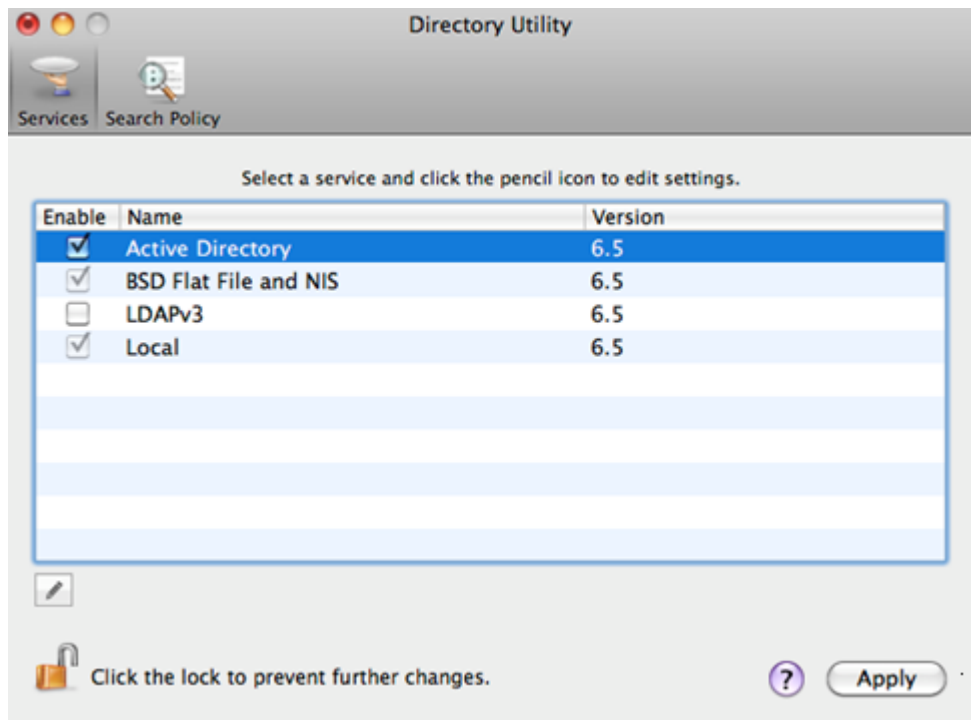 Directory Utility
Services Search Policy
Select a service and click the pencil icon to edit settings.
Enable Name Version
Active Directory 6.5
BSD Flat File and NIS 6.5
LDAPv3 6.5
Local 6.5
Click the lock to prevent further changes. ? Apply .